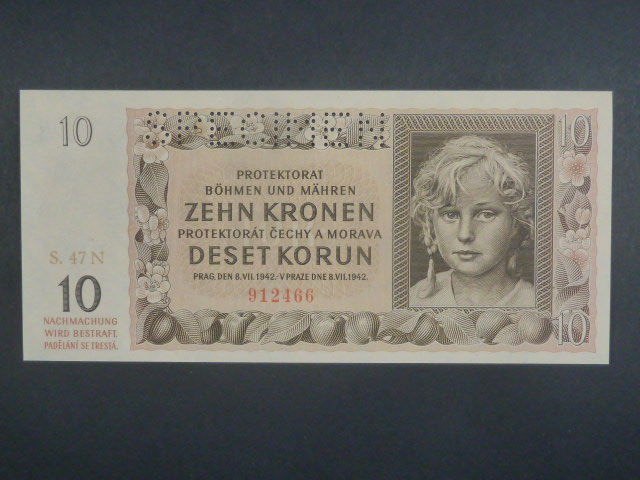 10
SPECIMEN
10
PROTEKTORAT
BÖHMEN UND MÄHREN
ZEHN KRONEN
PROTEKTORÁT ČECHY A MORAVA
DESET KORUN
PRAG, DEN 8.VII.1942.-V PRAZE DNE 8.VII.1942.
912466
S. 47 N
10
NACHMACHUNG
WIRD BESTRAFT.
PADĚLÁNÍ SE TRESTÁ.
10